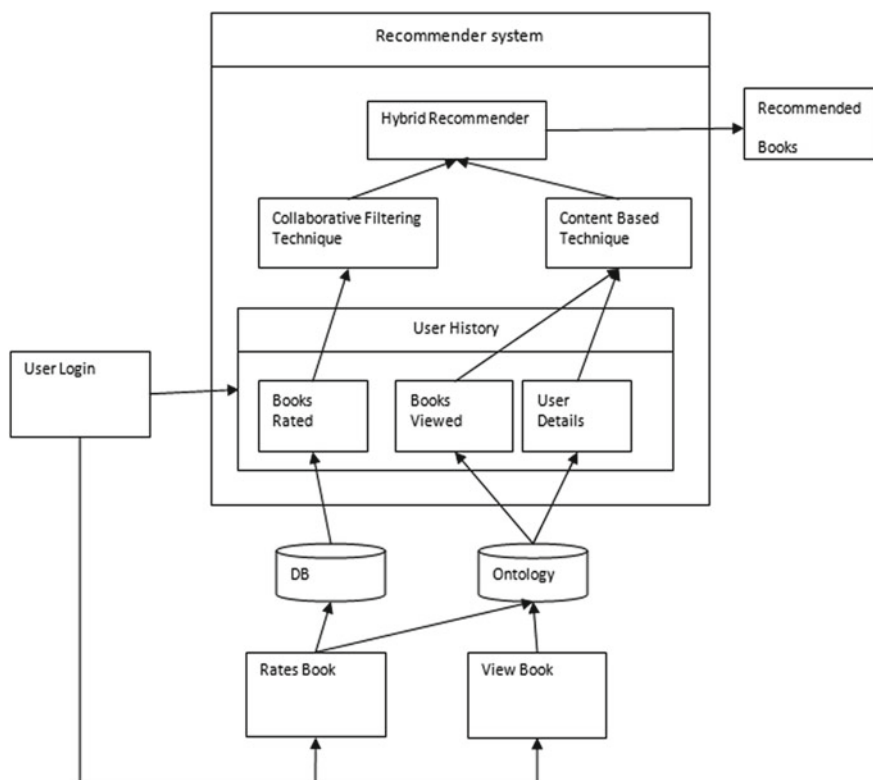 Recommender system
Hybrid Recommender
Recommended
Books
Collaborative Filtering
Technique
Content Based
Technique
User History
User Login
Books
Rated
Books
Viewed
User
Details
DB
Ontology
Rates Book
View Book